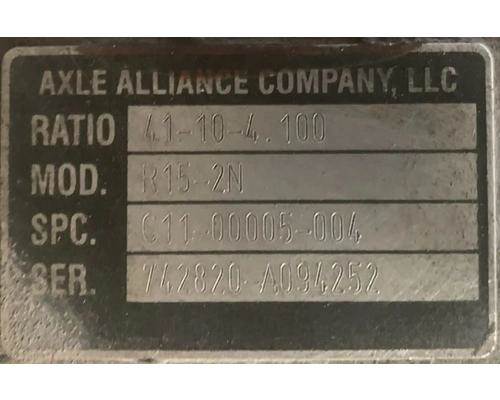 AXLE ALLIANCE COMPANY, LLC
RATIO 41-10-4.100
MOD. R15-2N
SPC. C11-00005-004
SER. 742820-A094252